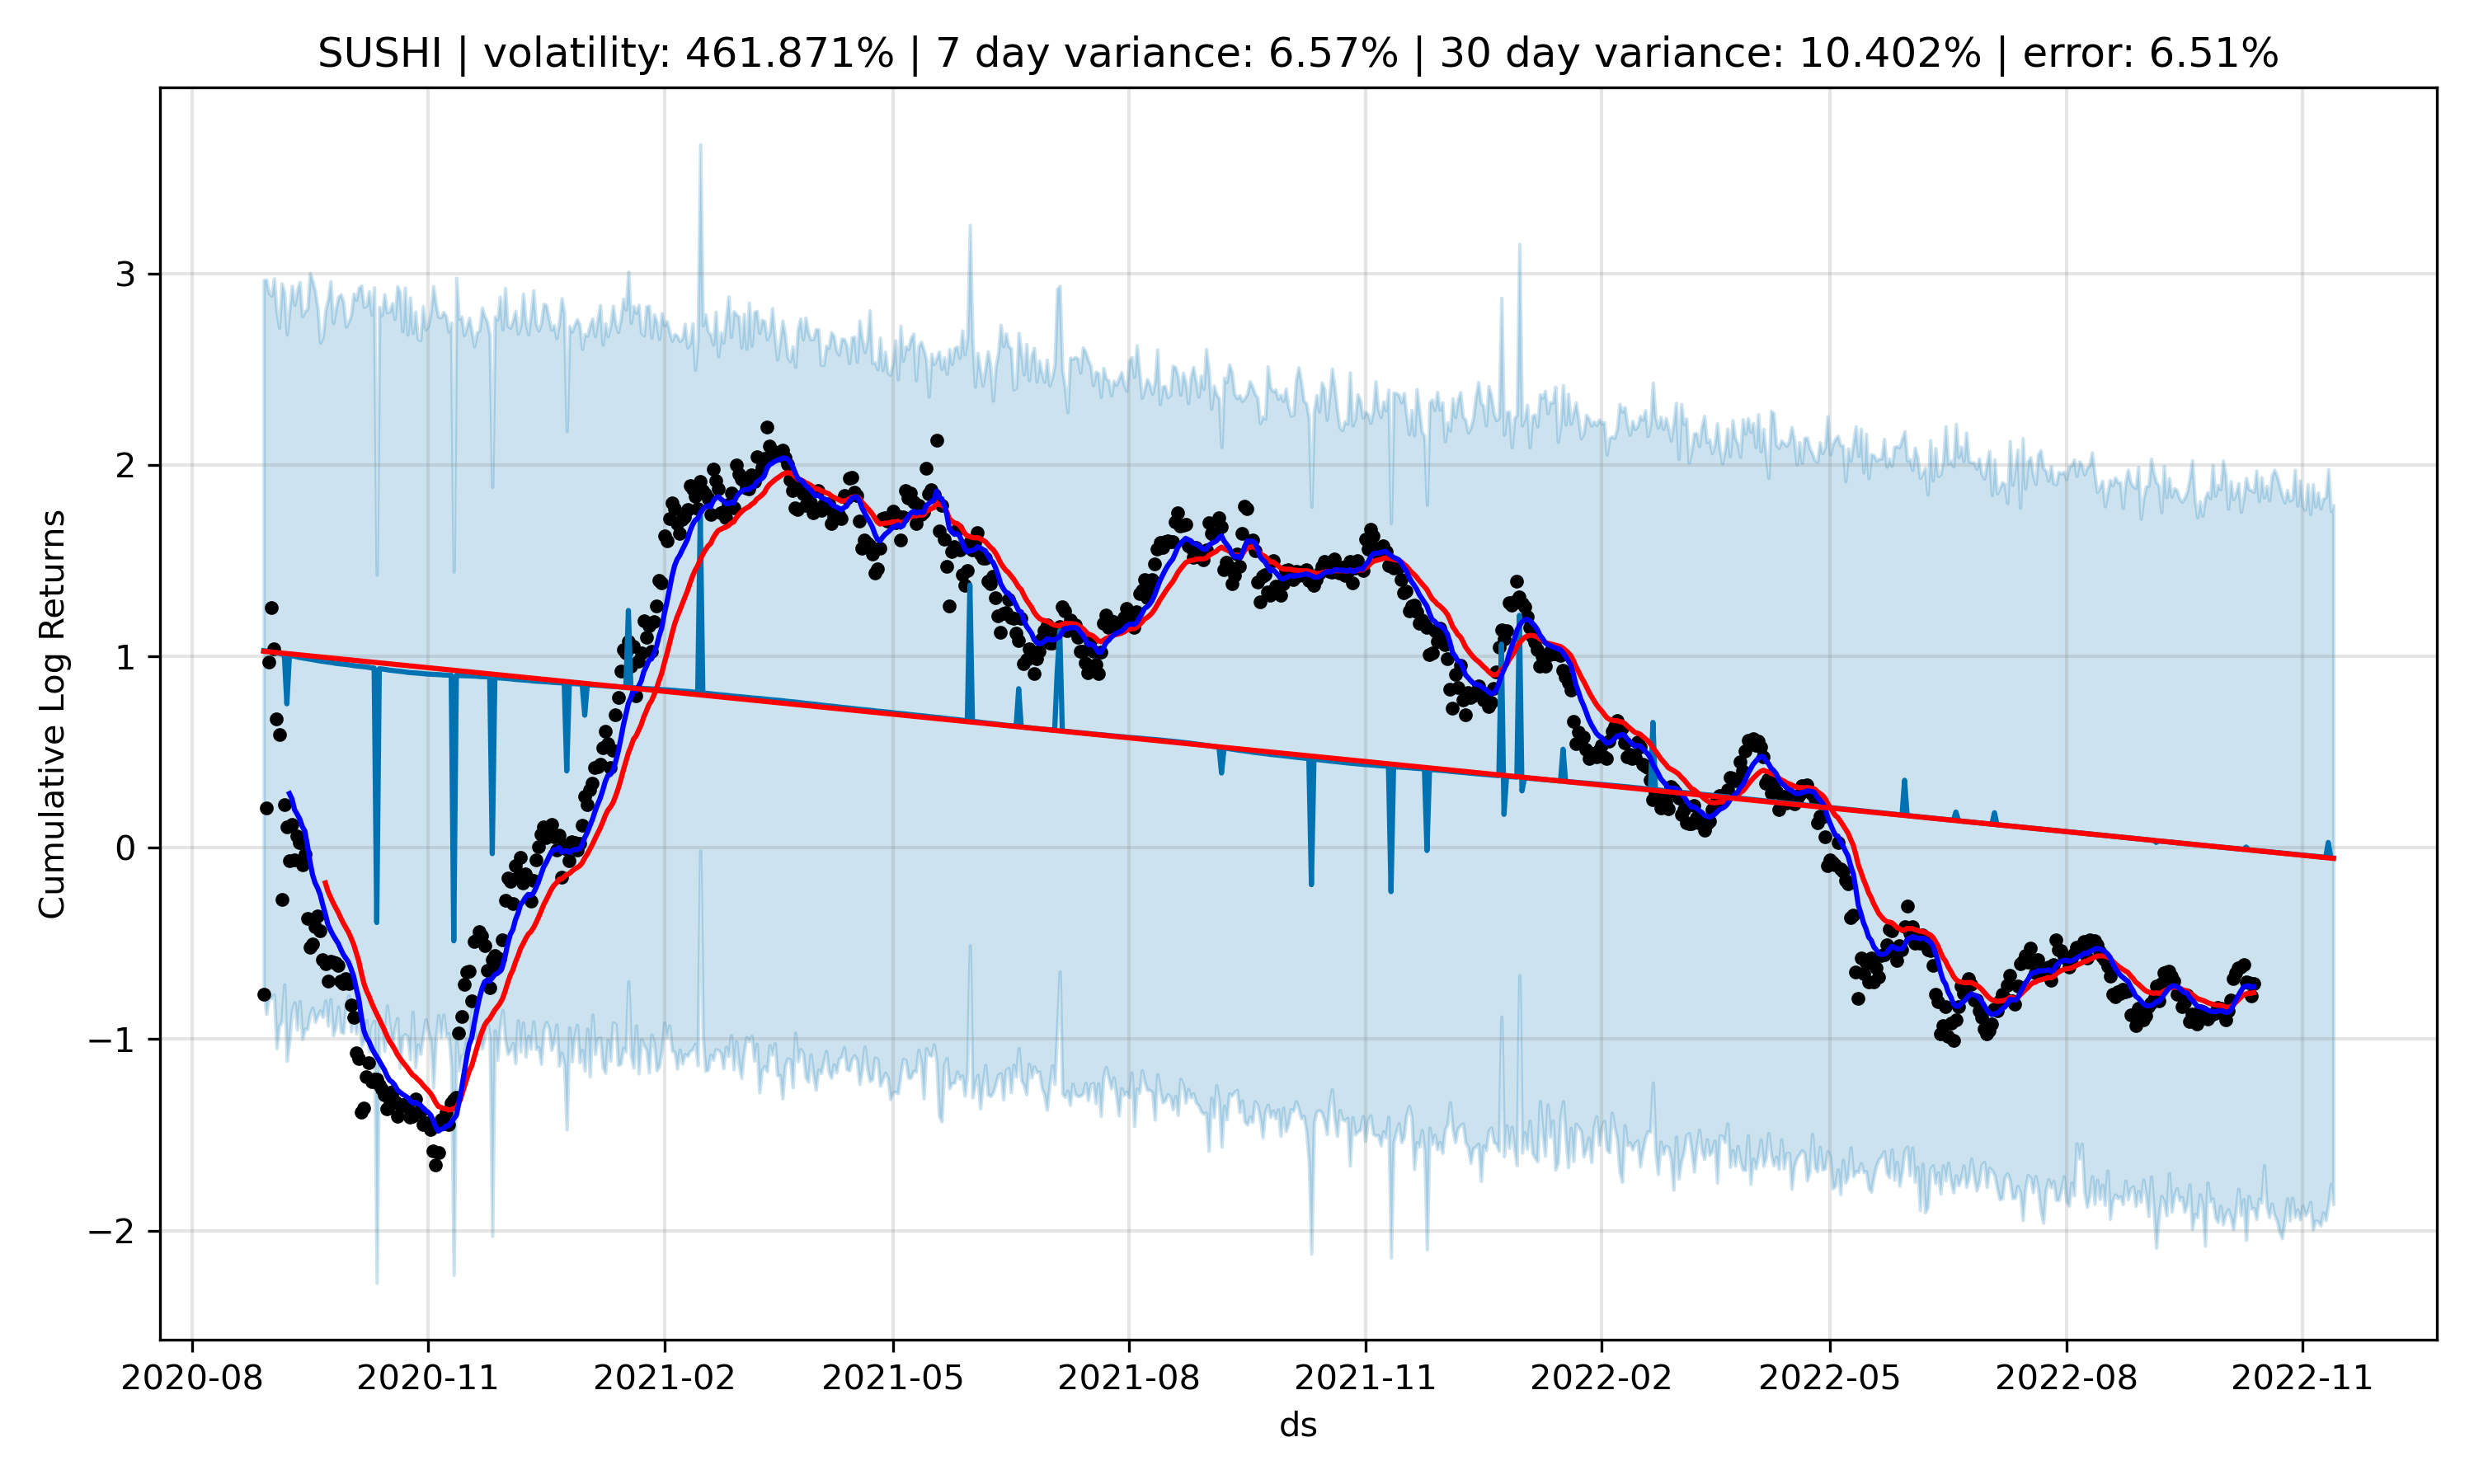 SUSHI | volatility: 461.871% | 7 day variance: 6.57% | 30 day variance: 10.402% | error: 6.51%
Cumulative Log Returns
3
2
1
0
−1
−2
2020-08 2020-11 2021-02 2021-05 2021-08 2021-11 2022-02 2022-05 2022-08 2022-11
ds